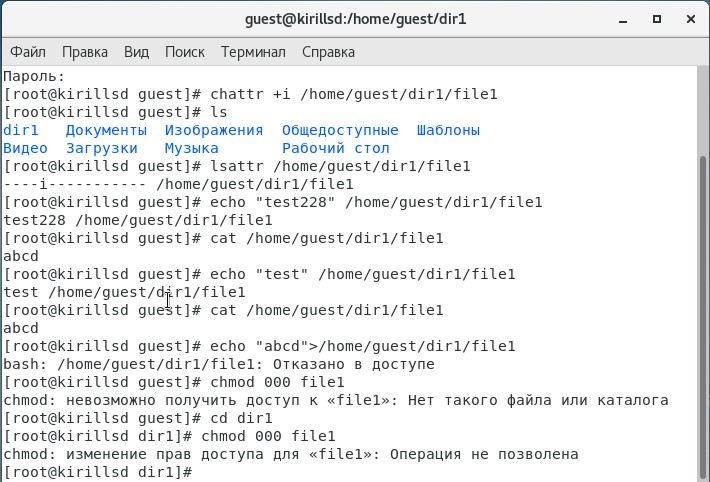 guest@kirillsd:/home/guest/dir1
Файл Правка Вид Поиск Терминал Справка
Пароль:
[root@kirillsd guest]# chattr +i /home/guest/dir1/file1
[root@kirillsd guest]# ls
dir1 Документы Изображения Общедоступные Шаблоны
Видео Загрузки Музыка Рабочий стол
[root@kirillsd guest]# lsattr /home/guest/dir1/file1
----i----------- /home/guest/dir1/file1
[root@kirillsd guest]# echo "test228" /home/guest/dir1/file1
test228 /home/guest/dir1/file1
[root@kirillsd guest]# cat /home/guest/dir1/file1
abcd
[root@kirillsd guest]# echo "test" /home/guest/dir1/file1
test /home/guest/dir1/file1
[root@kirillsd guest]# cat /home/guest/dir1/file1
abcd
[root@kirillsd guest]# echo "abcd">/home/guest/dir1/file1
bash: /home/guest/dir1/file1: Отказано в доступе
[root@kirillsd guest]# chmod 000 file1
chmod: невозможно получить доступ к «file1»: Нет такого файла или каталога
[root@kirillsd guest]# cd dir1
[root@kirillsd dir1]# chmod 000 file1
chmod: изменение прав доступа для «file1»: Операция не позволена
[root@kirillsd dir1]#